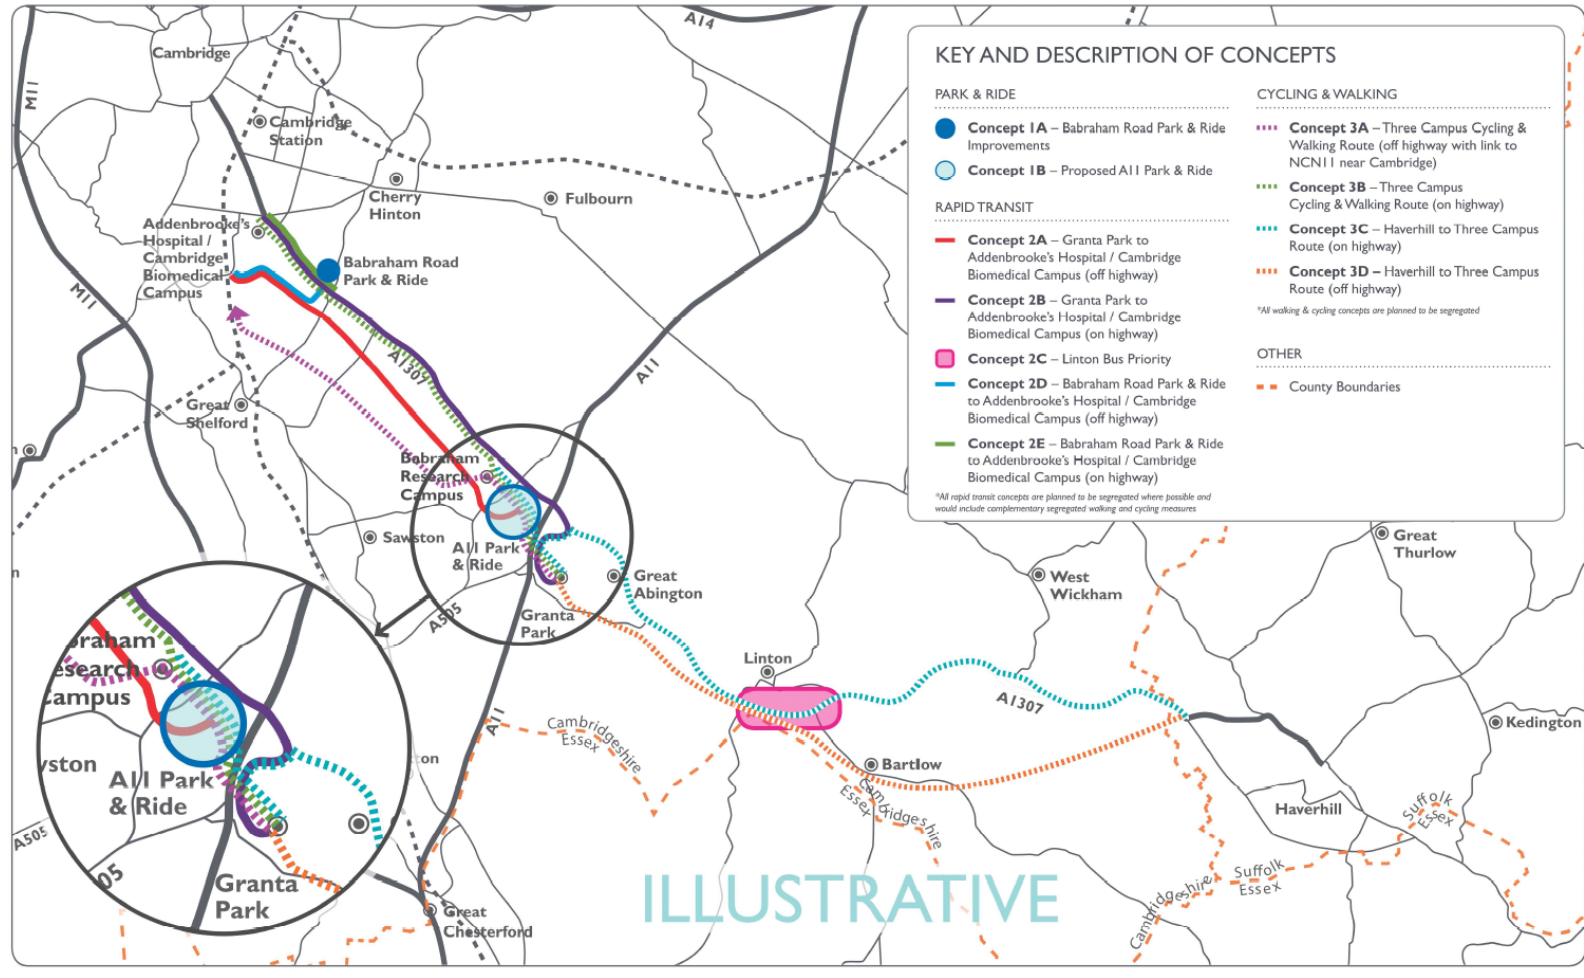 KEY AND DESCRIPTION OF CONCEPTS
PARK & RIDE
Concept 1A – Babraham Road Park & Ride
Improvements
Concept 1B – Proposed A11 Park & Ride
RAPID TRANSIT
Concept 2A – Granta Park to
Addenbrooke's Hospital / Cambridge
Biomedical Campus (off highway)
Concept 2B – Granta Park to
Addenbrooke's Hospital / Cambridge
Biomedical Campus (on highway)
Concept 2C – Linton Bus Priority
Concept 2D – Babraham Road Park & Ride
to Addenbrooke's Hospital / Cambridge
Biomedical Campus (off highway)
Concept 2E – Babraham Road Park & Ride
to Addenbrooke's Hospital / Cambridge
Biomedical Campus (on highway)
*All rapid transit concepts are planned to be segregated where possible and
would include complementary segregated walking and cycling measures
CYCLING & WALKING
Concept 3A – Three Campus Cycling &
Walking Route (off highway with link to
NCN11 near Cambridge)
Concept 3B – Three Campus
Cycling & Walking Route (on highway)
Concept 3C – Haverhill to Three Campus
Route (on highway)
Concept 3D – Haverhill to Three Campus
Route (off highway)
*All walking & cycling concepts are planned to be segregated
OTHER
County Boundaries
A14
Cambridge
M11
Cambridge
Station
Cherry
Hinton
Fulbourn
Addenbrooke's
Hospital /
Cambridge
Biomedical
Campus
Babraham Road
Park & Ride
M11
A1307
A11
Great
Shelford
Babraham
Research
Campus
Sawston
A11 Park
& Ride
Great
Abington
Granta
Park
A505
n
n
Great
Thurlow
West
Wickham
Linton
A1307
Kedington
A11
Cambridgeshire
Essex
Bartlow
Cambridgeshire
Essex
Haverhill
Suffolk
Essex
Suffolk
Essex
Cambridgeshire
braham
esearch
Campus
wston
A11 Park
& Ride
ton
A505
05
Granta
Park
Great
Chesterford
ILLUSTRATIVE